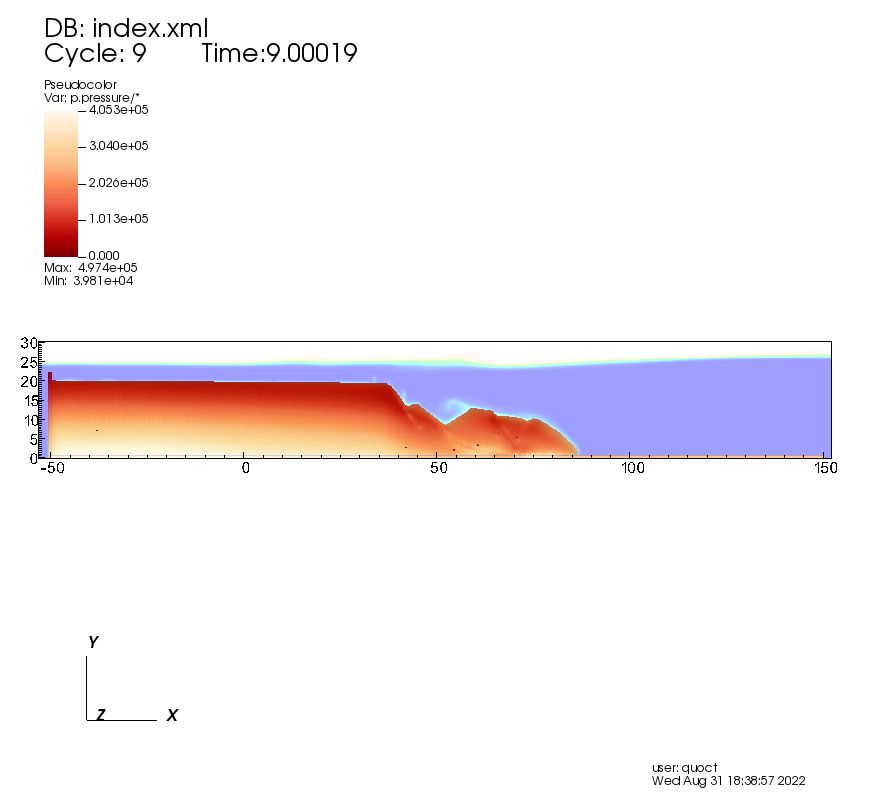 DB: index.xml
Cycle: 9 Time:9.00019
Pseudocolor
Var: p.pressure/*
4.053e+05
3.040e+05
2.026e+05
1.013e+05
0.000
Max: 4.974e+05
Min: 3.981e+04
30
25
20
15
10
5
0
-50 0 50 100 150
Y
Z X
user: quoct
Wed Aug 31 18:38:57 2022